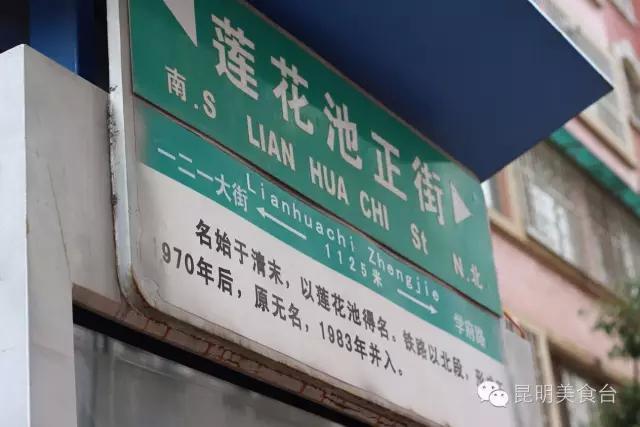 莲花池正街
南.S LIAN HUA CHI St N.北
Lianhuachi Zhengjie
一二一大街 1125米 学府路
名始于清末，以莲花池得名。铁路以北段，形
1970年后，原无名，1983年并入。
昆明美食台